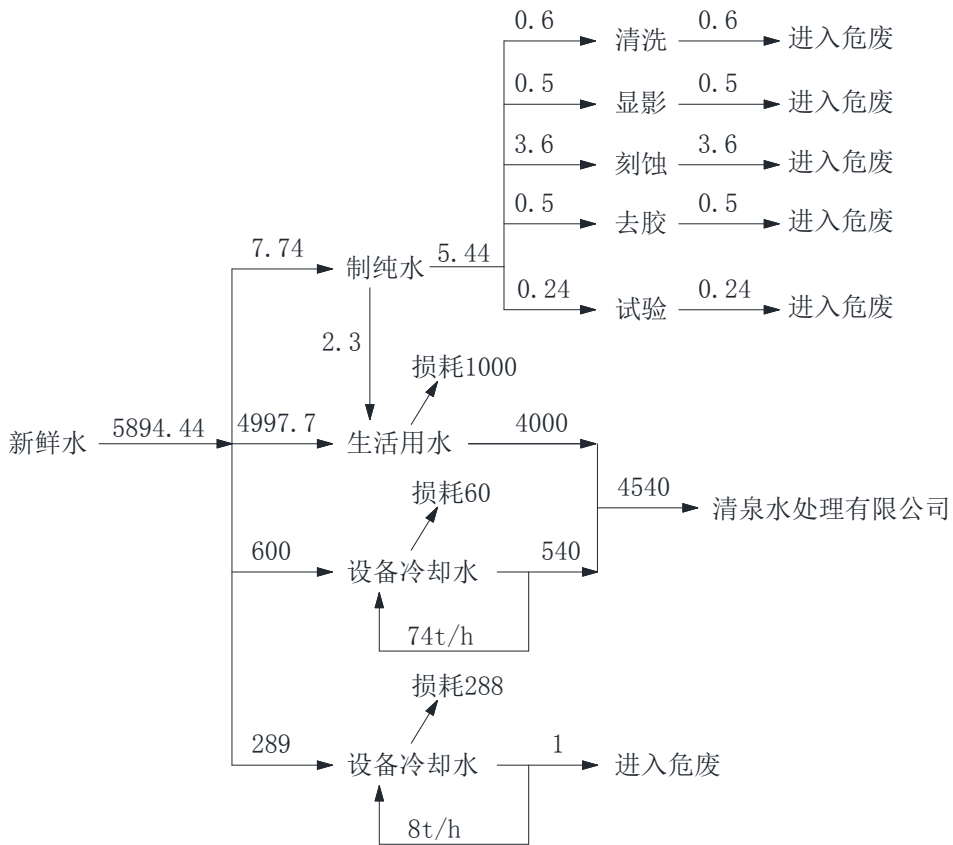 0.6 清洗 0.6 进入危废
0.5 显影 0.5 进入危废
3.6 刻蚀 3.6 进入危废
0.5 去胶 0.5 进入危废
7.74 制纯水 5.44
0.24 试验 0.24 进入危废
2.3
损耗1000
新鲜水 5894.44 4997.7 生活用水 4000
损耗60
4540 清泉水处理有限公司
600 设备冷却水 540
74t/h
损耗288
289 设备冷却水 1 进入危废
8t/h